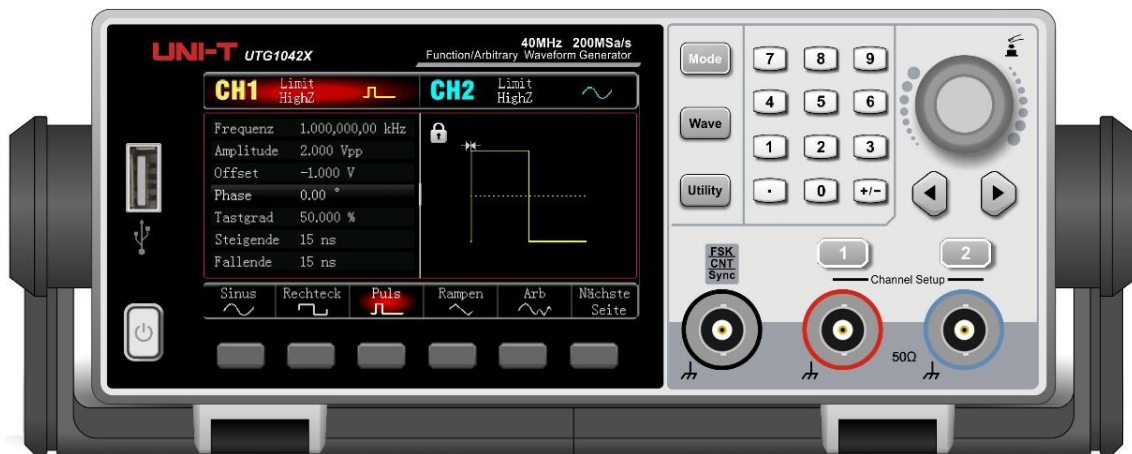 UNI-T UTG1042X
40MHz 200MSa/s
Function/Arbitrary Waveform Generator
CH1 Limit HighZ
CH2 Limit HighZ
Frequenz 1.000,000,00 kHz
Amplitude 2.000 Vpp
Offset -1.000 V
Phase 0.00 °
Tastgrad 50.000 %
Steigende 15 ns
Fallende 15 ns
Sinus Rechteck Puls Rampen Arb Nächste Seite
Mode
Wave
Utility
7 8 9
4 5 6
1 2 3
. 0 +/-
FSK
CNT
Sync
1 2
Channel Setup
50Ω